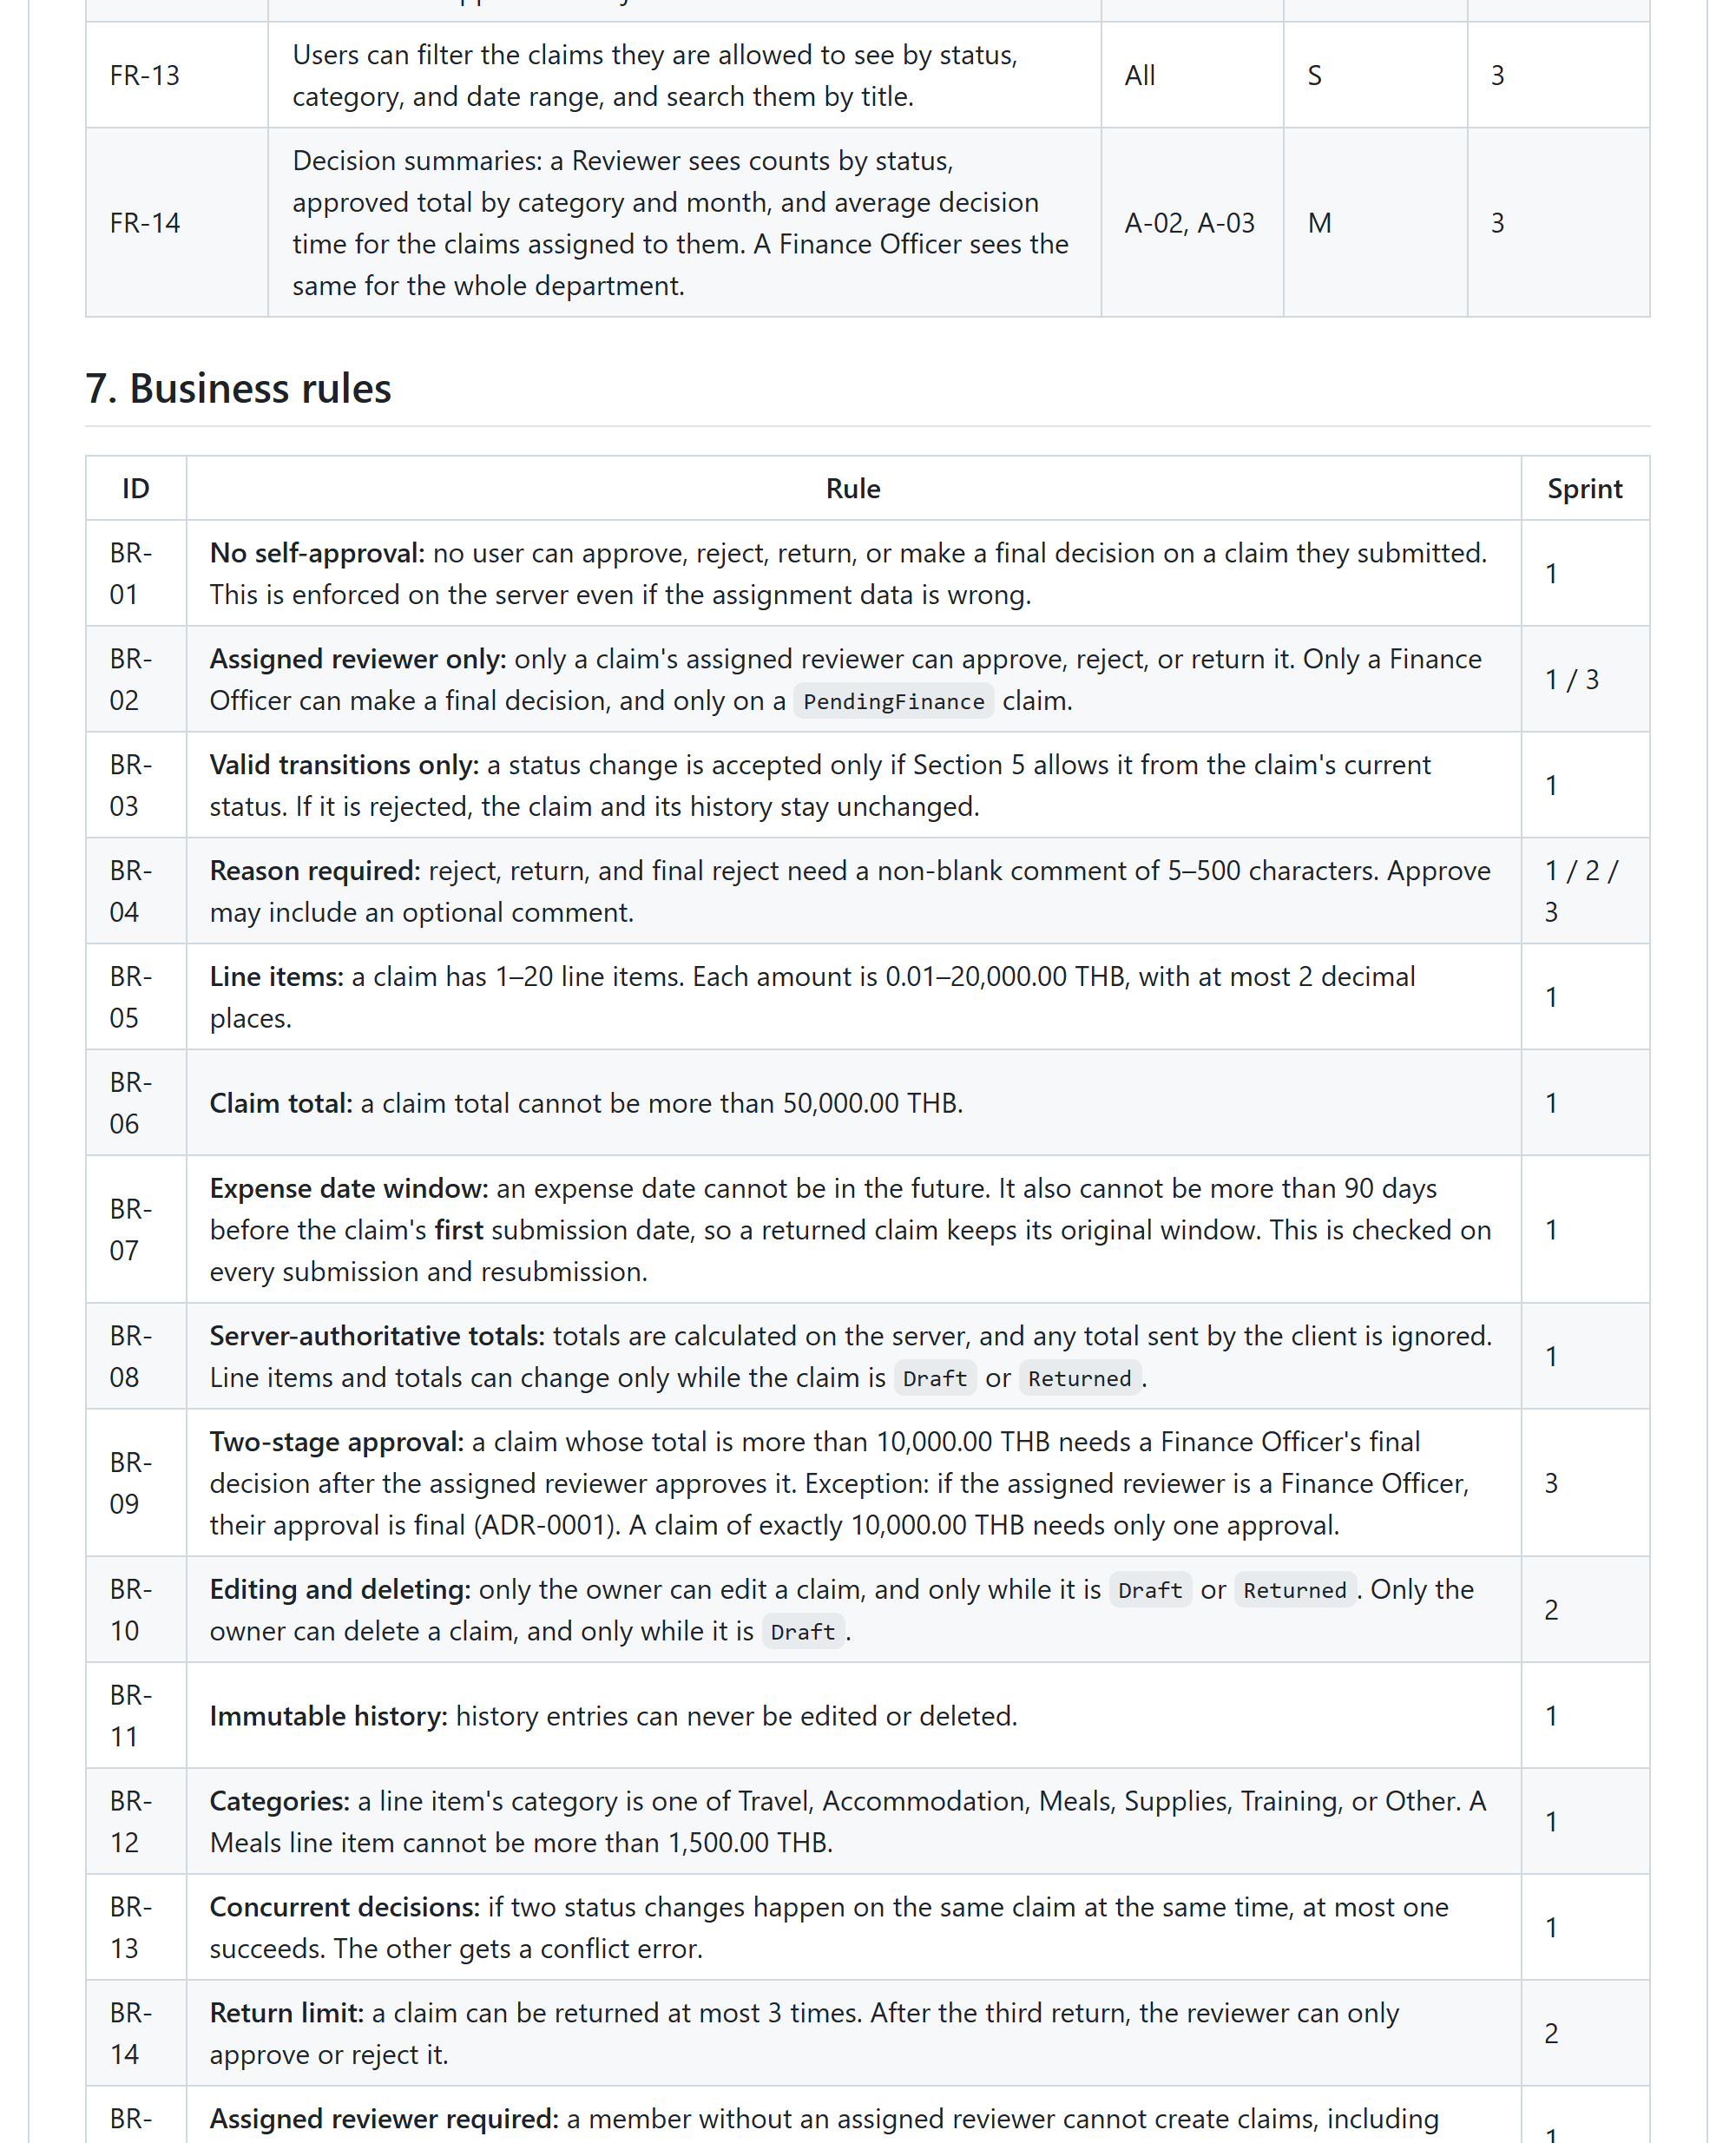 FR-13
Users can filter the claims they are allowed to see by status,
category, and date range, and search them by title.
All
S
3
FR-14
Decision summaries: a Reviewer sees counts by status,
approved total by category and month, and average decision
time for the claims assigned to them. A Finance Officer sees the
same for the whole department.
A-02, A-03
M
3
7. Business rules
ID
Rule
Sprint
BR-
01
No self-approval: no user can approve, reject, return, or make a final decision on a claim they submitted.
This is enforced on the server even if the assignment data is wrong.
1
BR-
02
Assigned reviewer only: only a claim's assigned reviewer can approve, reject, or return it. Only a Finance
Officer can make a final decision, and only on a PendingFinance claim.
1 / 3
BR-
03
Valid transitions only: a status change is accepted only if Section 5 allows it from the claim's current
status. If it is rejected, the claim and its history stay unchanged.
1
BR-
04
Reason required: reject, return, and final reject need a non-blank comment of 5–500 characters. Approve
may include an optional comment.
1 / 2 /
3
BR-
05
Line items: a claim has 1–20 line items. Each amount is 0.01–20,000.00 THB, with at most 2 decimal
places.
1
BR-
06
Claim total: a claim total cannot be more than 50,000.00 THB.
1
BR-
07
Expense date window: an expense date cannot be in the future. It also cannot be more than 90 days
before the claim's first submission date, so a returned claim keeps its original window. This is checked on
every submission and resubmission.
1
BR-
08
Server-authoritative totals: totals are calculated on the server, and any total sent by the client is ignored.
Line items and totals can change only while the claim is Draft or Returned.
1
BR-
09
Two-stage approval: a claim whose total is more than 10,000.00 THB needs a Finance Officer's final
decision after the assigned reviewer approves it. Exception: if the assigned reviewer is a Finance Officer,
their approval is final (ADR-0001). A claim of exactly 10,000.00 THB needs only one approval.
3
BR-
10
Editing and deleting: only the owner can edit a claim, and only while it is Draft or Returned. Only the
owner can delete a claim, and only while it is Draft.
2
BR-
11
Immutable history: history entries can never be edited or deleted.
1
BR-
12
Categories: a line item's category is one of Travel, Accommodation, Meals, Supplies, Training, or Other. A
Meals line item cannot be more than 1,500.00 THB.
1
BR-
13
Concurrent decisions: if two status changes happen on the same claim at the same time, at most one
succeeds. The other gets a conflict error.
1
BR-
14
Return limit: a claim can be returned at most 3 times. After the third return, the reviewer can only
approve or reject it.
2
BR-
Assigned reviewer required: a member without an assigned reviewer cannot create claims, including
1